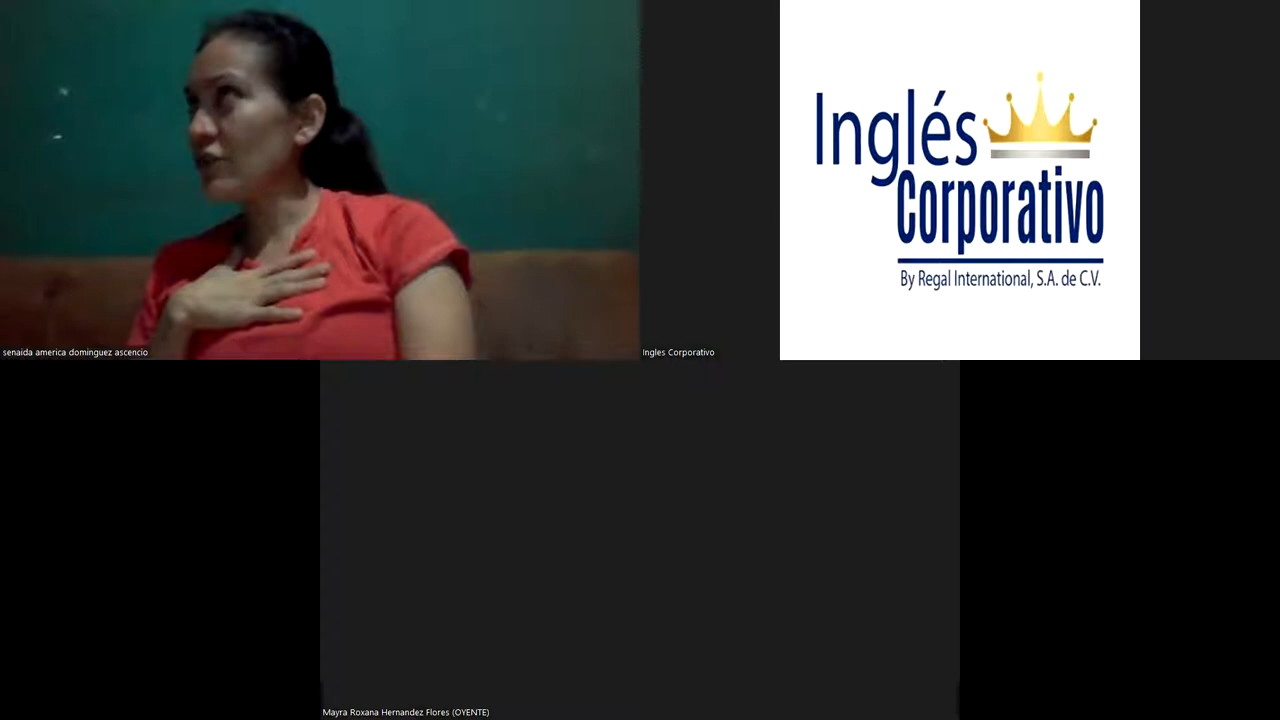 Inglés
Corporativo
By Regal International, S.A. de C.V.
senaida america dominguez ascencio
Ingles Corporativo
Mayra Roxana Hernandez Flores (OYENTE)